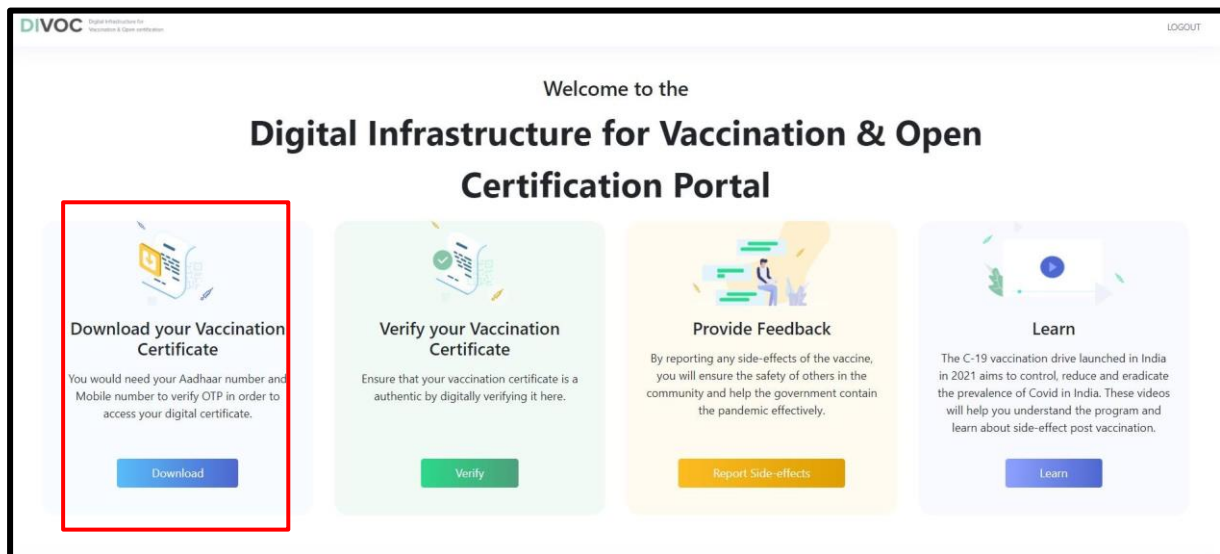 DIVOC
Digital Infrastructure for
Vaccination & Open certification
LOGOUT
Welcome to the
Digital Infrastructure for Vaccination & Open
Certification Portal
Download your Vaccination
Certificate
You would need your Aadhaar number and
Mobile number to verify OTP in order to
access your digital certificate.
Download
Verify your Vaccination
Certificate
Ensure that your vaccination certificate is a
authentic by digitally verifying it here.
Verify
Provide Feedback
By reporting any side-effects of the vaccine,
you will ensure the safety of others in the
community and help the government contain
the pandemic effectively.
Report Side-effects
Learn
The C-19 vaccination drive launched in India
in 2021 aims to control, reduce and eradicate
the prevalence of Covid in India. These videos
will help you understand the program and
learn about side-effect post vaccination.
Learn